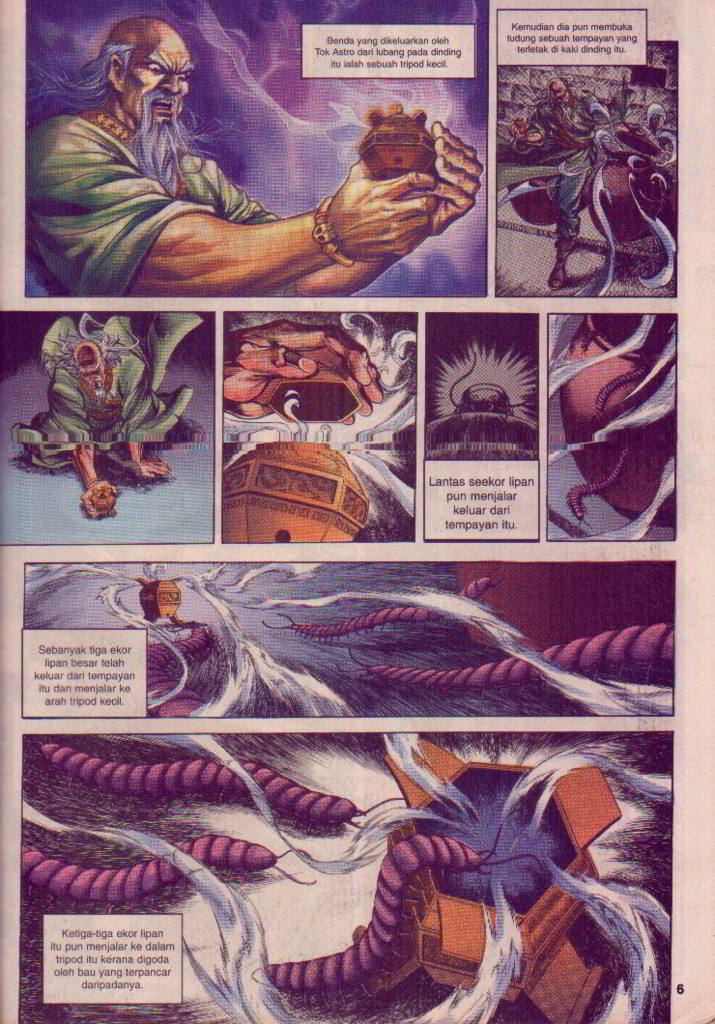 Benda yang dikeluarkan oleh
Tok Astro dari lubang pada dinding
itu ialah sebuah tripod kecil.
Kemudian dia pun membuka
tudung sebuah tempayan yang
terletak di kaki dinding itu.
Lantas seekor lipan
pun menjalar
keluar dari
tempayan itu.
Sebanyak tiga ekor
lipan besar telah
keluar dari tempayan
itu dan menjalar ke
arah tripod kecil.
Ketiga-tiga ekor lipan
itu pun menjalar ke dalam
tripod itu kerana digoda
oleh bau yang terpancar
daripadanya.
6